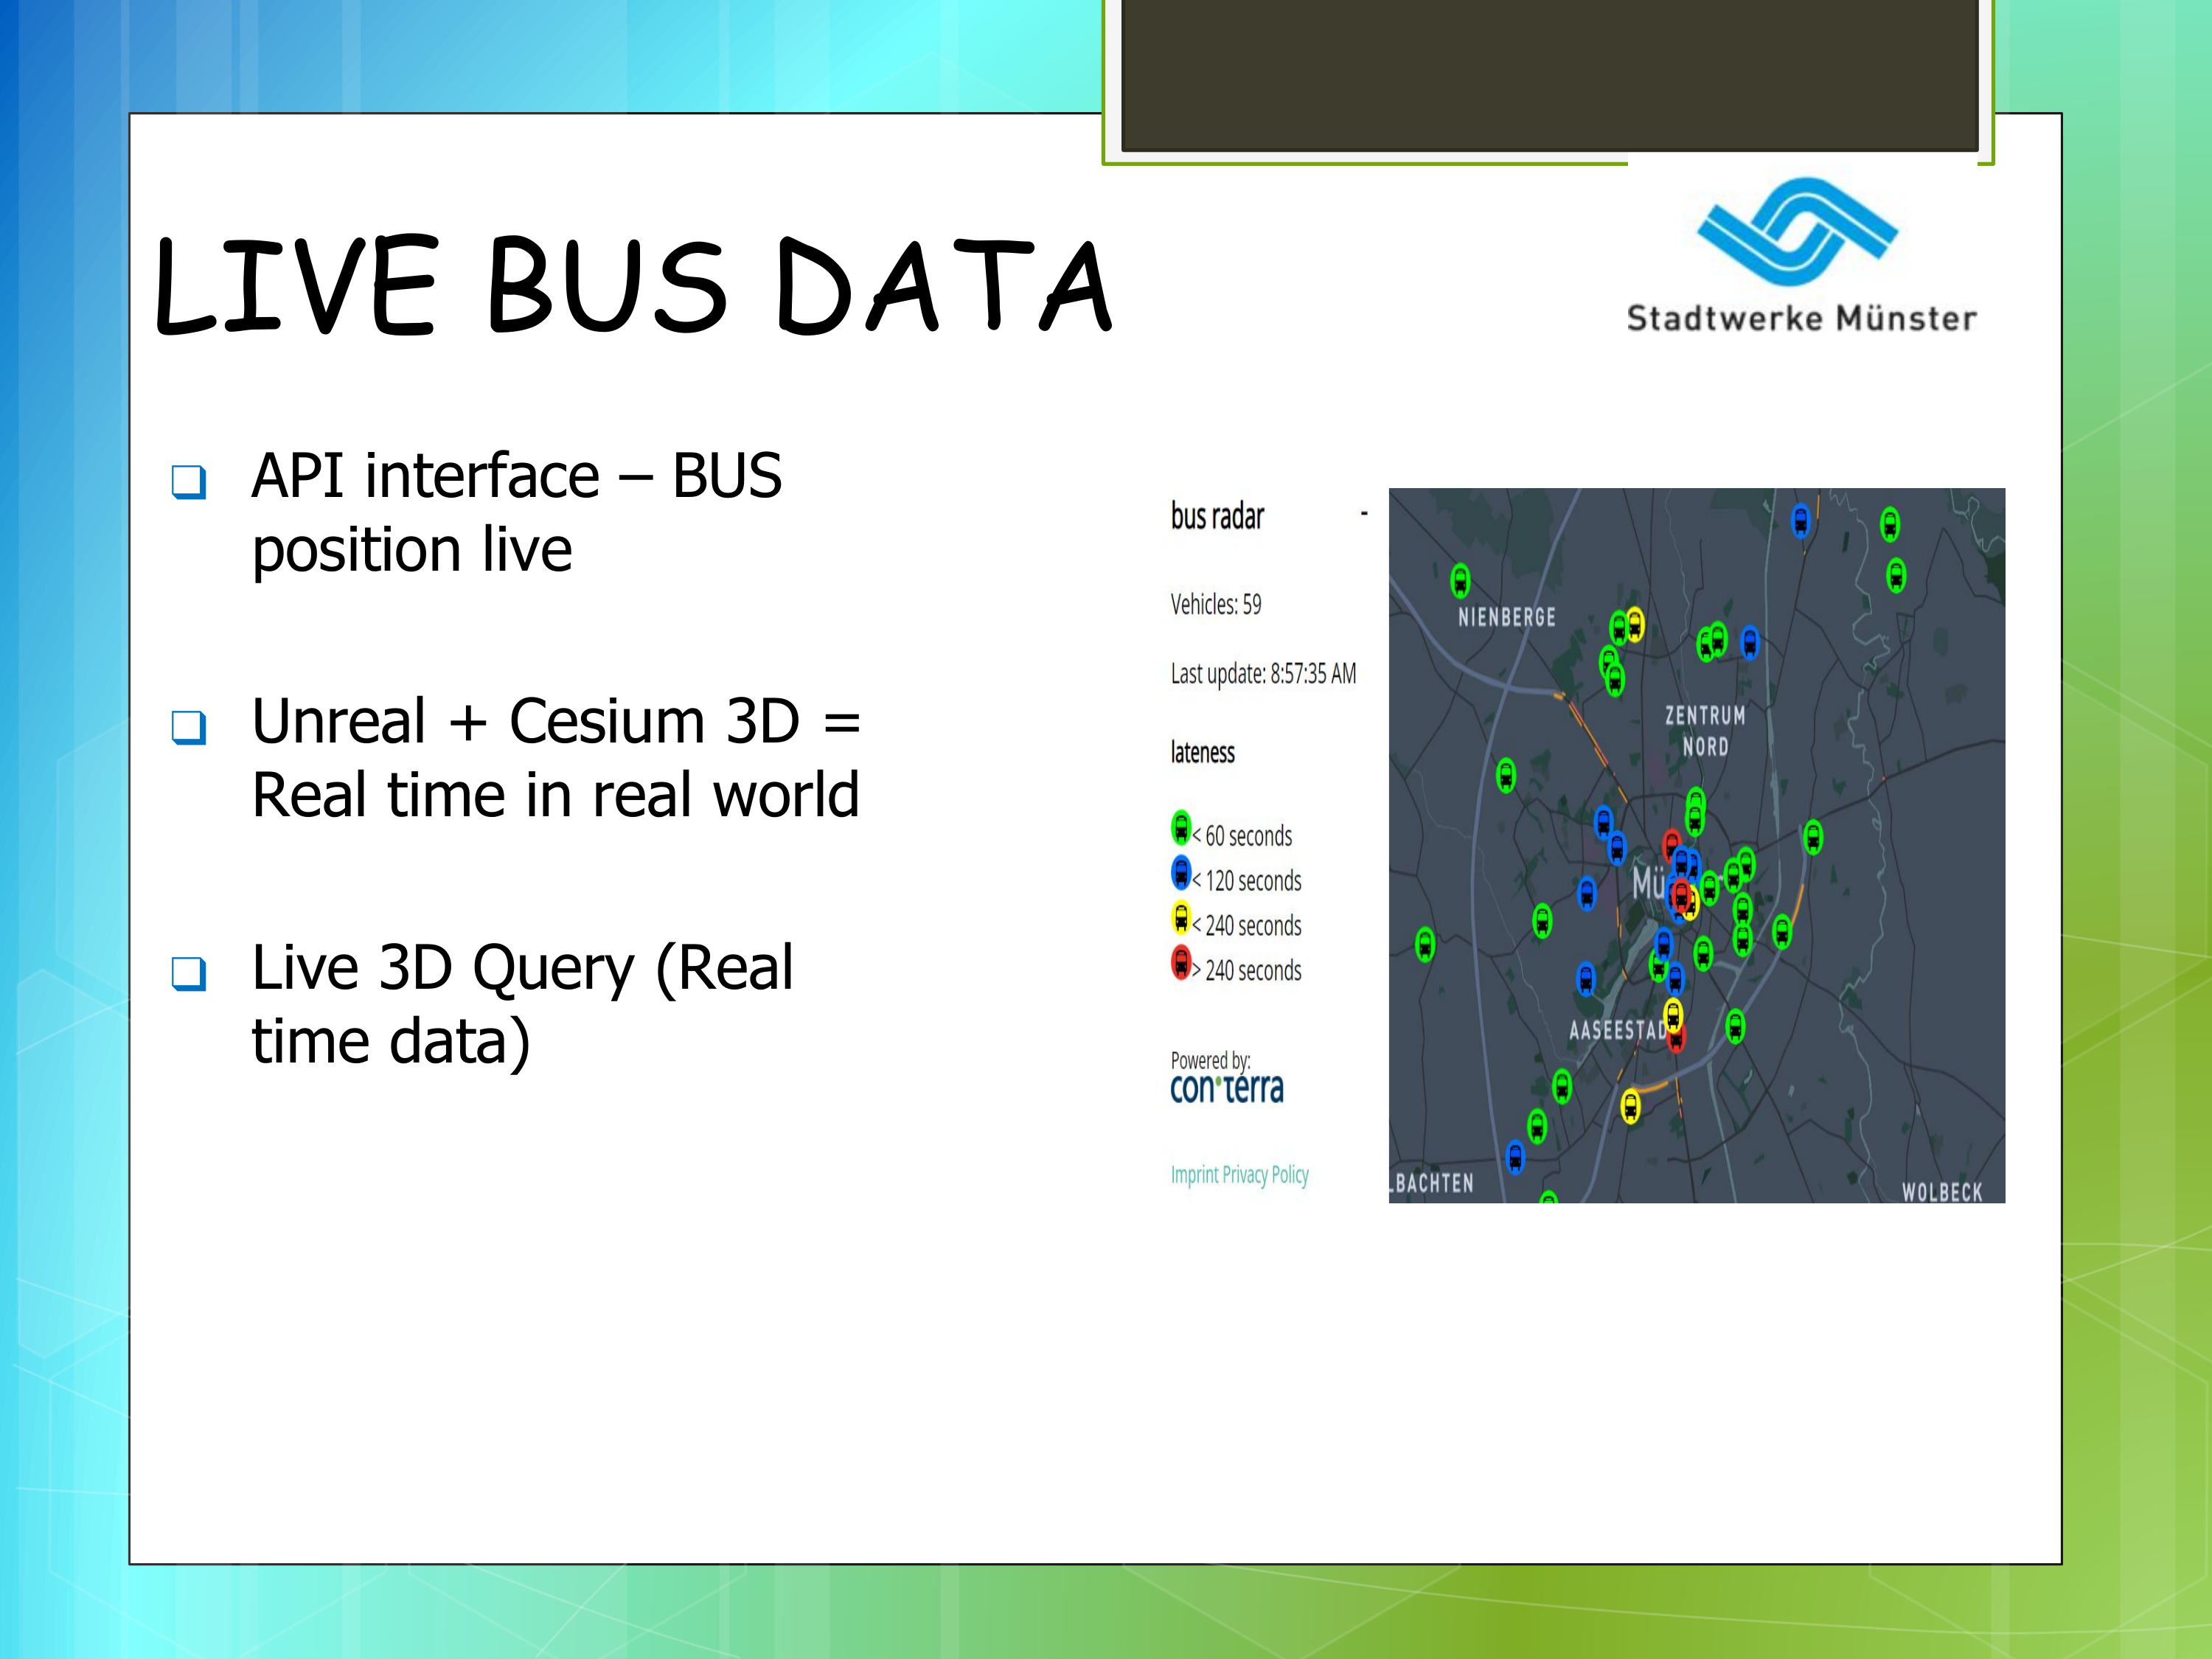 LIVE BUS DATA
Stadtwerke Münster
❑ API interface – BUS
position live
❑ Unreal + Cesium 3D =
Real time in real world
❑ Live 3D Query (Real
time data)
bus radar -
Vehicles: 59
Last update: 8:57:35 AM
lateness
< 60 seconds
< 120 seconds
< 240 seconds
> 240 seconds
Powered by:
con terra
Imprint Privacy Policy
NIENBERGE
ZENTRUM
NORD
Mü
AASEESTAD
LBACHTEN
WOLBECK